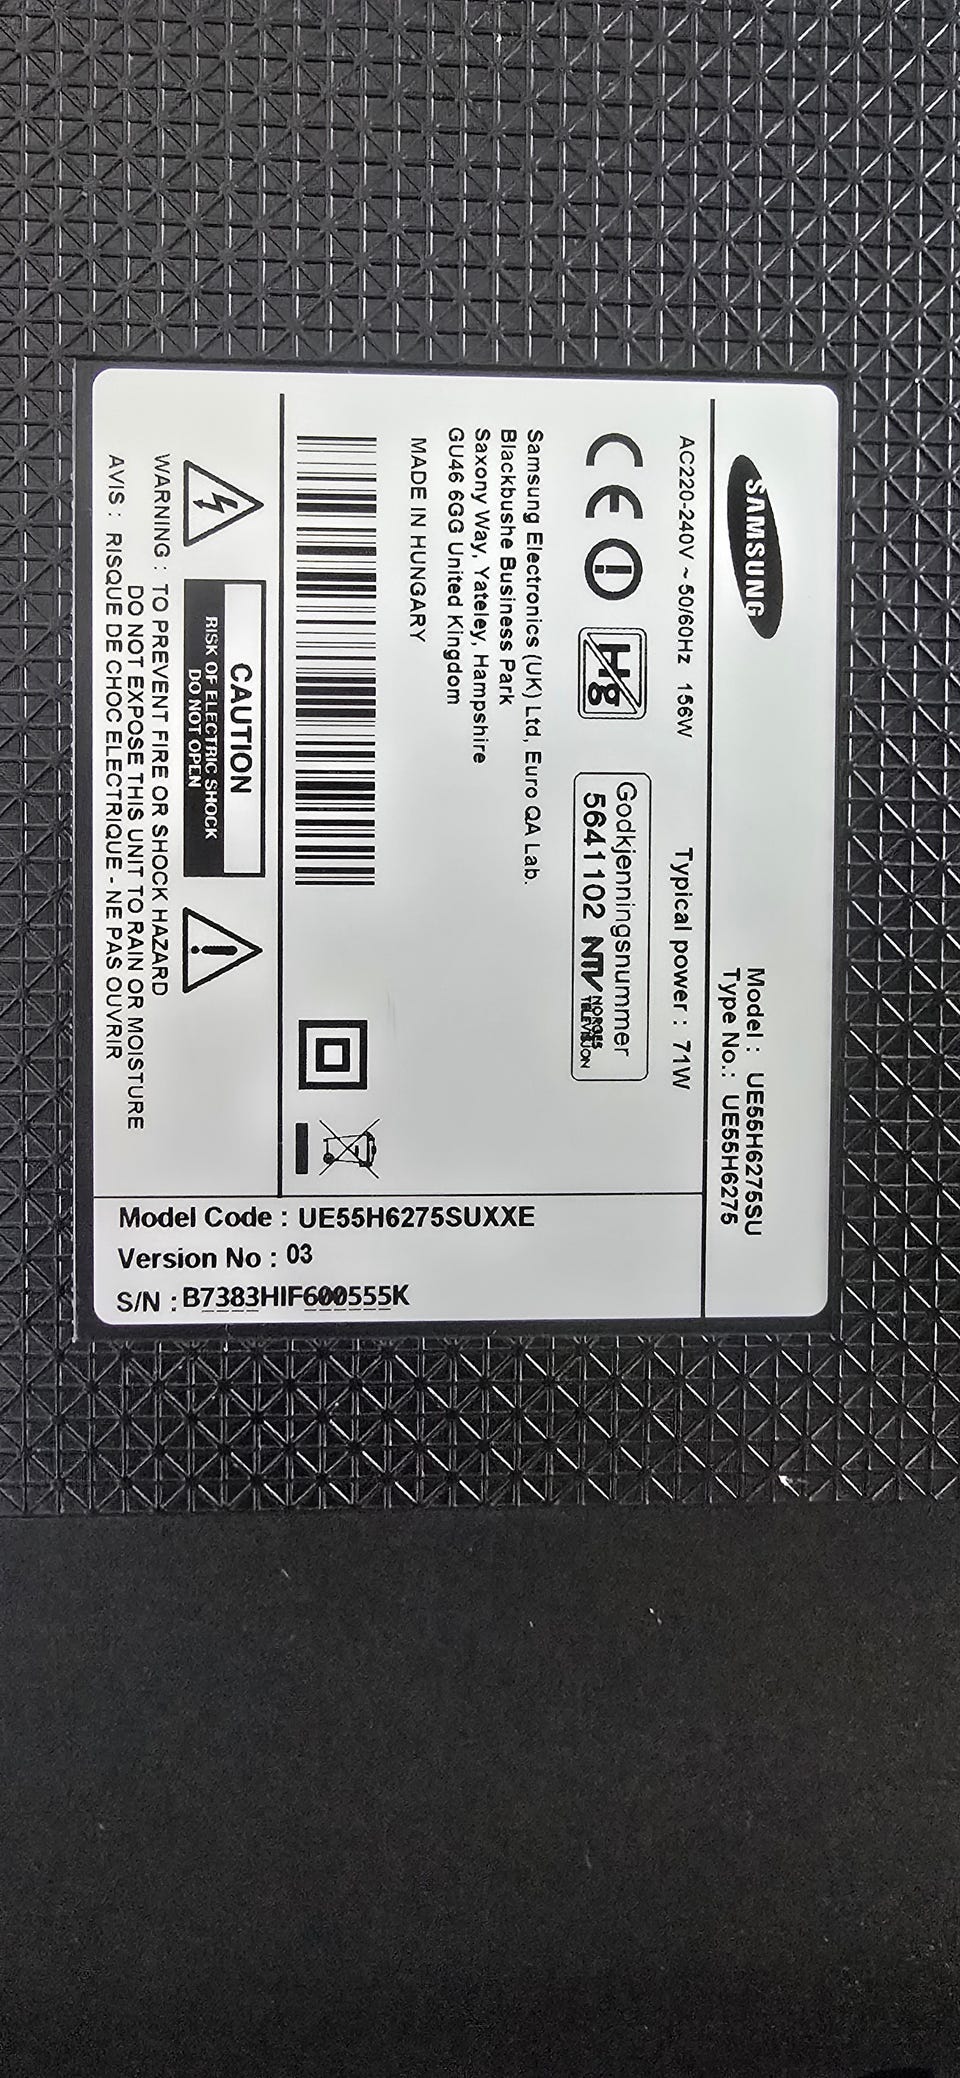 SAMSUNG
Model : UE55H6275SU
Type No.: UE55H6275
AC220-240V ~ 50/60Hz 156W Typical power : 71W
CE
Hg
Godkjenningsnummer
5641102 NTV NORGES
TELEVISJON
Samsung Electronics (UK) Ltd, Euro QA Lab.
Blackbushe Business Park
Saxony Way, Yateley, Hampshire
GU46 6GG United Kingdom
MADE IN HUNGARY
CAUTION
RISK OF ELECTRIC SHOCK
DO NOT OPEN
WARNING : TO PREVENT FIRE OR SHOCK HAZARD
DO NOT EXPOSE THIS UNIT TO RAIN OR MOISTURE
AVIS : RISQUE DE CHOC ELECTRIQUE - NE PAS OUVRIR
Model Code : UE55H6275SUXXE
Version No : 03
S/N : B7383HIF600555K